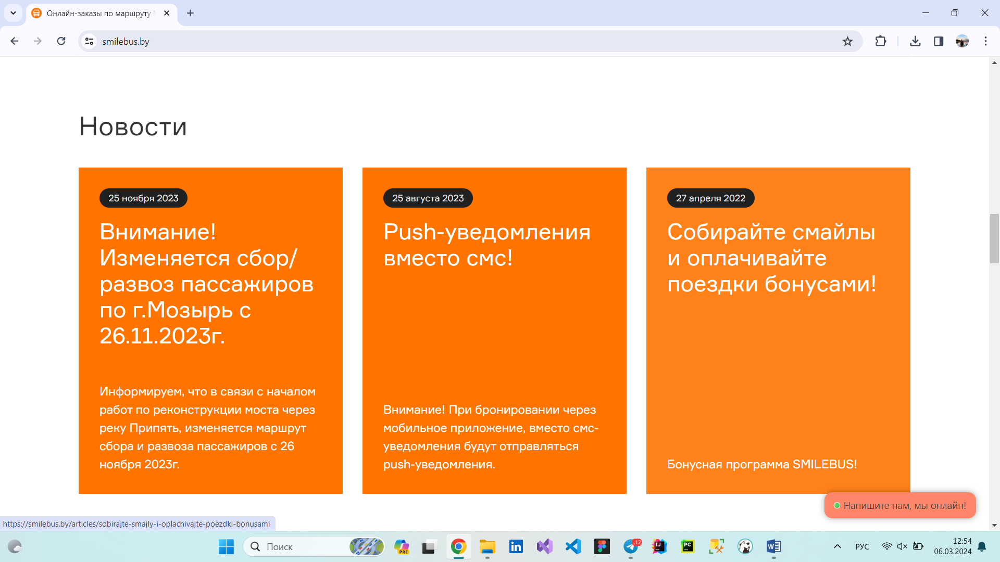 Онлайн-заказы по маршруту
smilebus.by
Новости
25 ноября 2023
Внимание!
Изменяется сбор/
развоз пассажиров
по г.Мозырь с
26.11.2023г.
Информируем, что в связи с началом
работ по реконструкции моста через
реку Припять, изменяется маршрут
сбора и развоза пассажиров с 26
ноября 2023г.
25 августа 2023
Push-уведомления
вместо смс!
Внимание! При бронировании через
мобильное приложение, вместо смс-
уведомления будут отправляться
push-уведомления.
27 апреля 2022
Собирайте смайлы
и оплачивайте
поездки бонусами!
Бонусная программа SMILEBUS!
Напишите нам, мы онлайн!
https://smilebus.by/articles/sobirajte-smajly-i-oplachivajte-poezdki-bonusami
Поиск
PRE
in
12
IJ
PC
W
РУС
12:54
06.03.2024